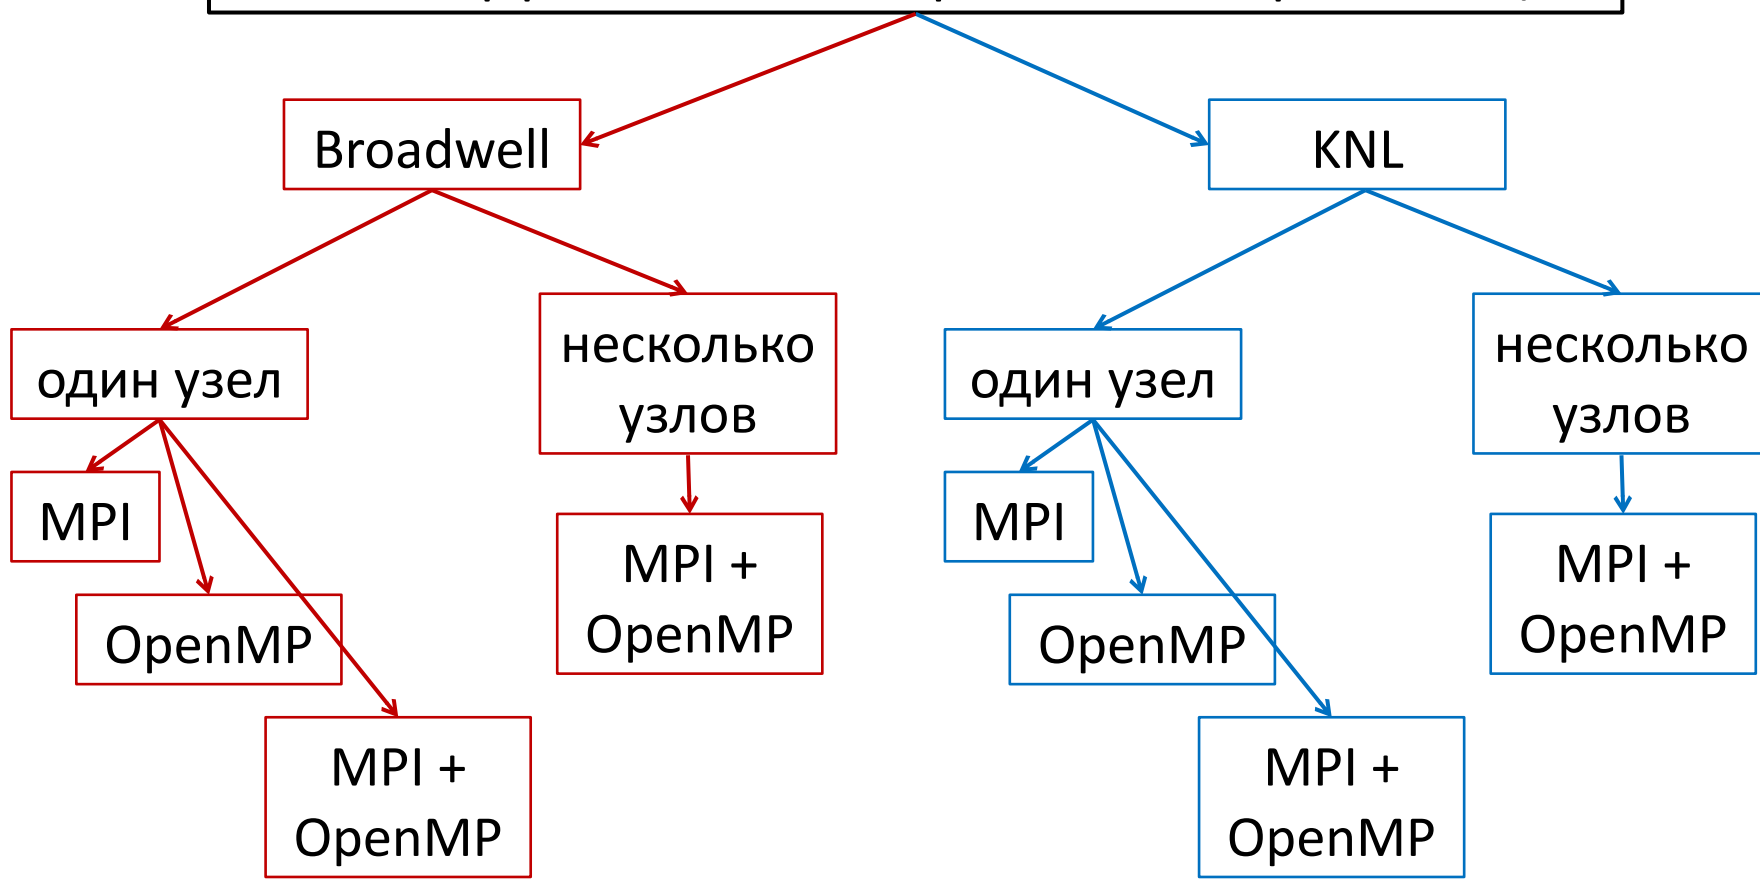 Broadwell
KNL
один узел
несколько
узлов
один узел
несколько
узлов
MPI
OpenMP
MPI +
OpenMP
MPI +
OpenMP
MPI
OpenMP
MPI +
OpenMP
MPI +
OpenMP